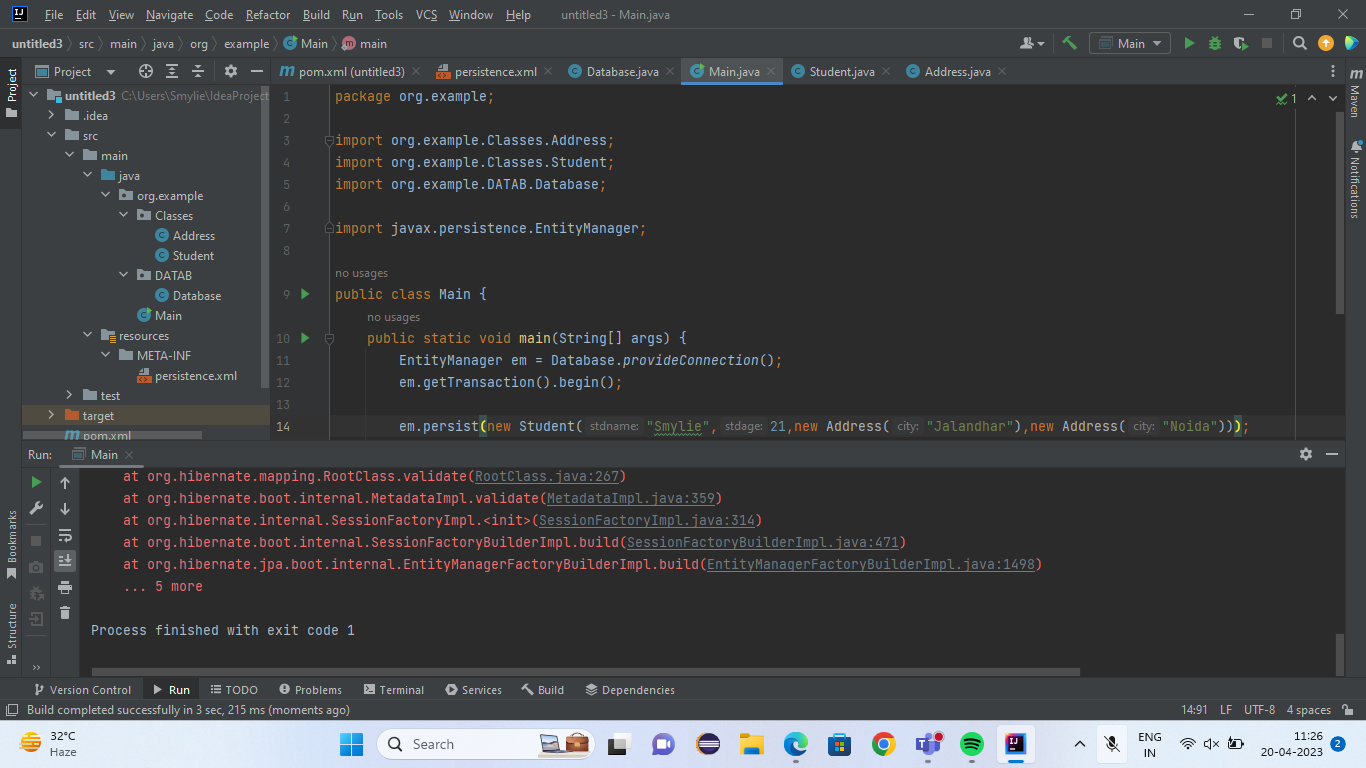 File Edit View Navigate Code Refactor Build Run Tools VCS Window Help untitled3 - Main.java
untitled3 src main java org example Main main Main
Project
Project
pom.xml (untitled3) persistence.xml Database.java Main.java Student.java Address.java
Maven
Notifications
untitled3 C:\Users\Smylie\IdeaProject
.idea
src
main
java
org.example
Classes
Address
Student
DATAB
Database
Main
resources
META-INF
persistence.xml
test
target
pom.xml
1 package org.example;
2
3 import org.example.Classes.Address;
4 import org.example.Classes.Student;
5 import org.example.DATAB.Database;
6
7 import javax.persistence.EntityManager;
8
no usages
9 public class Main {
no usages
10 public static void main(String[] args) {
11 EntityManager em = Database.provideConnection();
12 em.getTransaction().begin();
13
14 em.persist(new Student( stdname: "Smylie", stdage: 21,new Address( city: "Jalandhar"),new Address( city: "Noida")));
1
Run: Main
at org.hibernate.mapping.RootClass.validate(RootClass.java:267)
at org.hibernate.boot.internal.MetadataImpl.validate(MetadataImpl.java:359)
at org.hibernate.internal.SessionFactoryImpl.<init>(SessionFactoryImpl.java:314)
at org.hibernate.boot.internal.SessionFactoryBuilderImpl.build(SessionFactoryBuilderImpl.java:471)
at org.hibernate.jpa.boot.internal.EntityManagerFactoryBuilderImpl.build(EntityManagerFactoryBuilderImpl.java:1498)
... 5 more
Process finished with exit code 1
Bookmarks
Structure
Version Control Run TODO Problems Terminal Services Build Dependencies
Build completed successfully in 3 sec, 215 ms (moments ago) 14:91 LF UTF-8 4 spaces
32°C
Haze
Search
ENG
IN
11:26
20-04-2023
2